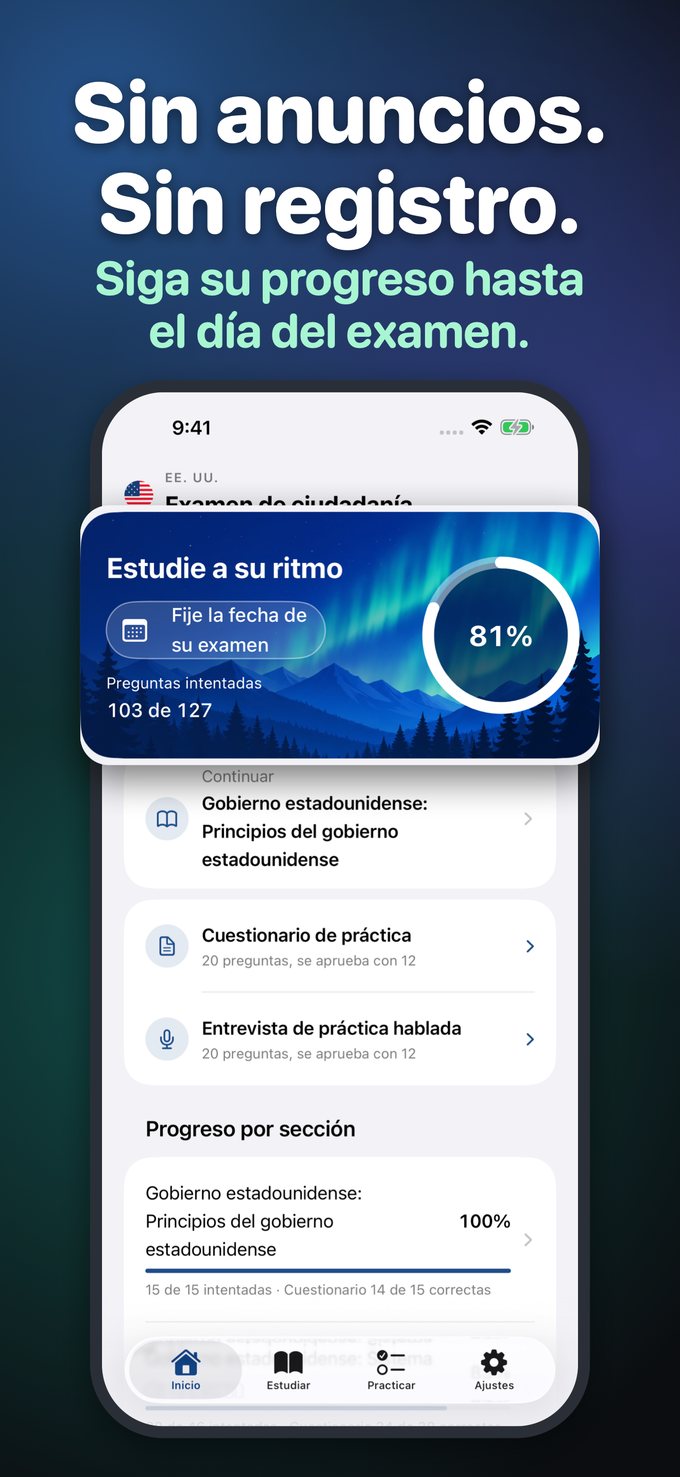 Sin anuncios.
Sin registro.
Siga su progreso hasta
el día del examen.
9:41
EE. UU.
Examen de ciudadanía
Estudie a su ritmo
Fije la fecha de
su examen
81%
Preguntas intentadas
103 de 127
Continuar
Gobierno estadounidense:
Principios del gobierno
estadounidense
Cuestionario de práctica
20 preguntas, se aprueba con 12
Entrevista de práctica hablada
20 preguntas, se aprueba con 12
Progreso por sección
Gobierno estadounidense:
Principios del gobierno
estadounidense
100%
15 de 15 intentadas · Cuestionario 14 de 15 correctas
Inicio
Estudiar
Practicar
Ajustes